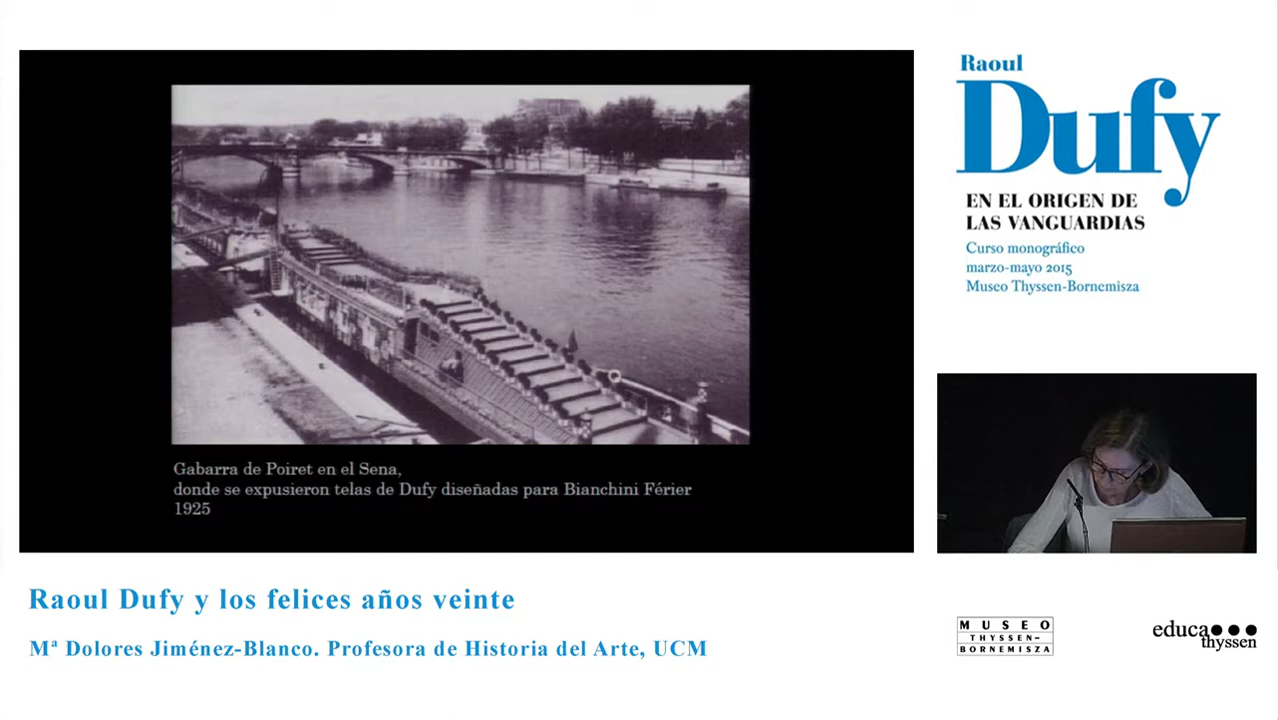 Raoul
Dufy
EN EL ORIGEN DE
LAS VANGUARDIAS
Curso monográfico
marzo-mayo 2015
Museo Thyssen-Bornemisza
Gabarra de Poiret en el Sena,
donde se expusieron telas de Dufy diseñadas para Bianchini Férier
1925
Raoul Dufy y los felices años veinte
Mª Dolores Jiménez-Blanco. Profesora de Historia del Arte, UCM
MUSEO
THYSSEN-
BORNEMISZA
educa
thyssen